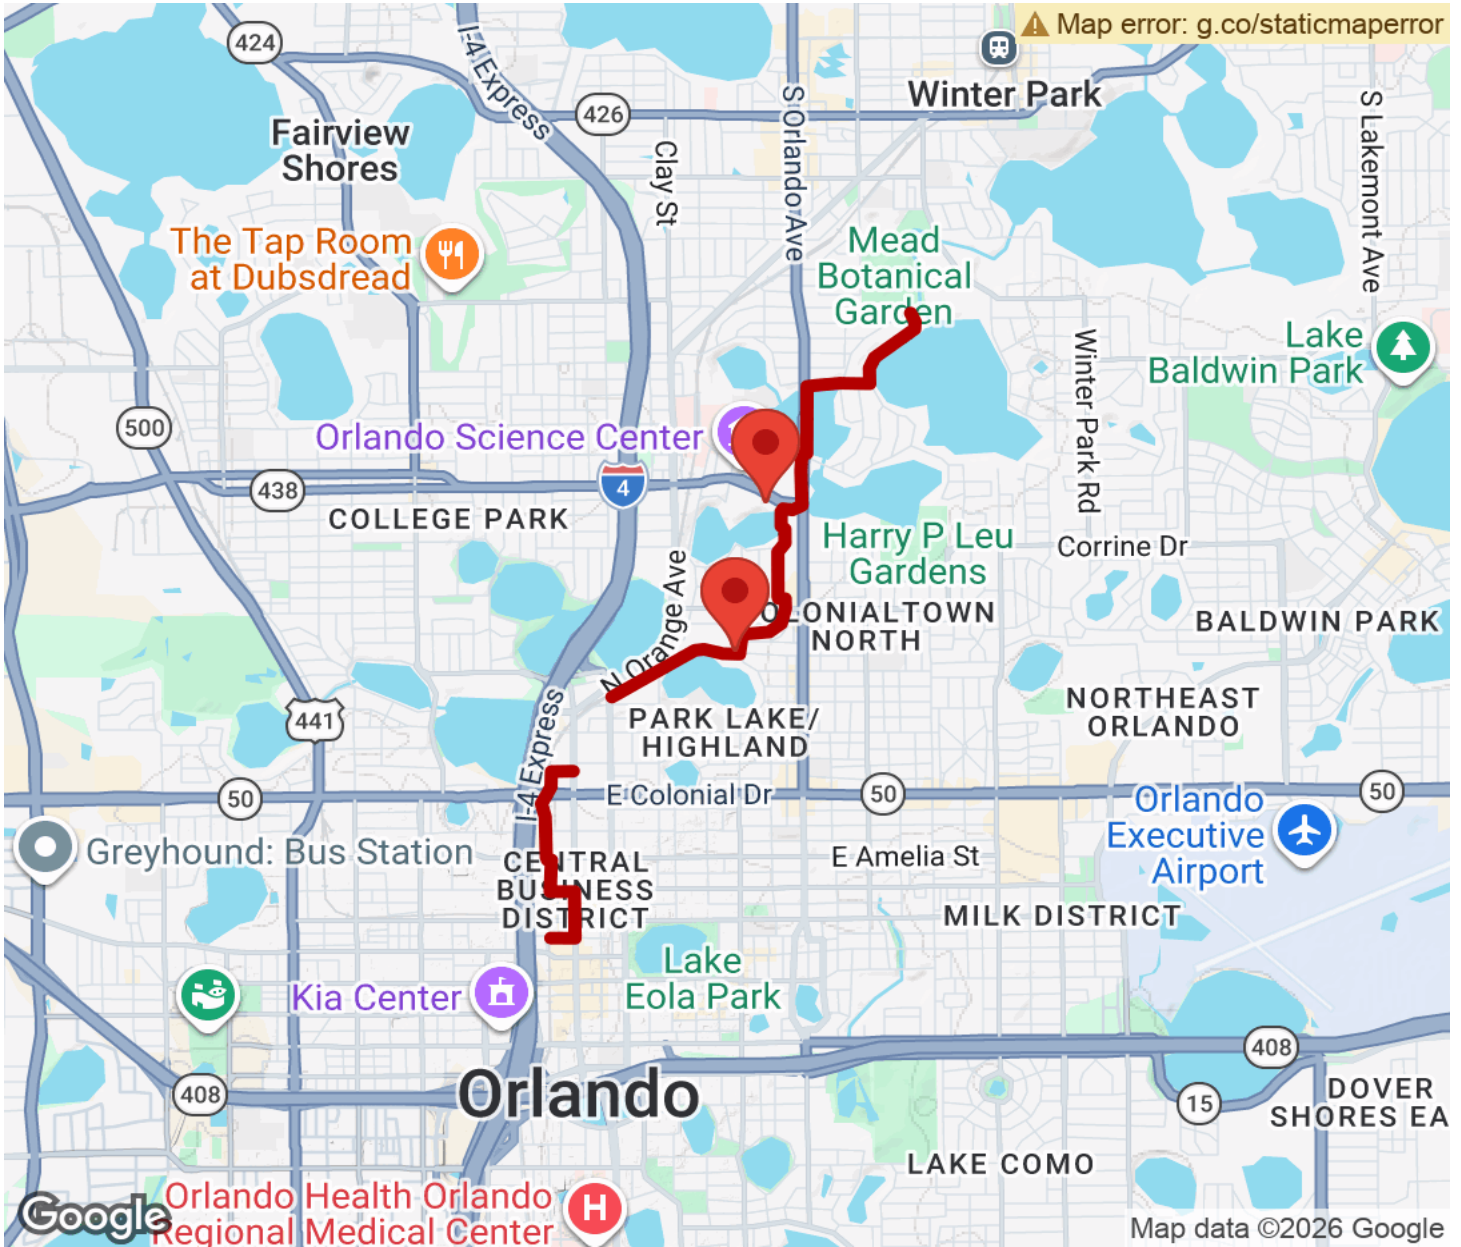 Map error: g.co/staticmaperror
424
I-4 Express
426
Winter Park
S Orlando Ave
S Lakemont Ave
Fairview
Shores
Clay St
The Tap Room
at Dubsdread
Mead
Botanical
Garden
Lake
Baldwin Park
Winter Park Rd
500
Orlando Science Center
438
4
COLLEGE PARK
Harry P Leu
Gardens
Corrine Dr
N Orange Ave
OLONIALTOWN
NORTH
BALDWIN PARK
441
I-4 Express
PARK LAKE/
HIGHLAND
NORTHEAST
ORLANDO
50
E Colonial Dr
50
50
Orlando
Executive
Airport
Greyhound: Bus Station
CENTRAL
BUSINESS
DISTRICT
E Amelia St
MILK DISTRICT
Kia Center
Lake
Eola Park
408
408
Orlando
15
DOVER
SHORES EA
LAKE COMO
Orlando Health Orlando
Regional Medical Center
H
Google
Map data ©2026 Google